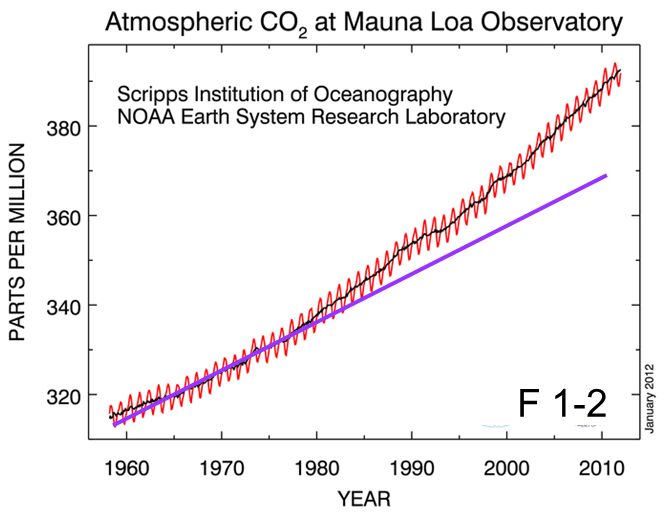 Atmospheric CO₂ at Mauna Loa Observatory
Scripps Institution of Oceanography
NOAA Earth System Research Laboratory
PARTS PER MILLION
380
360
340
320
F 1-2
January 2012
1960 1970 1980 1990 2000 2010
YEAR